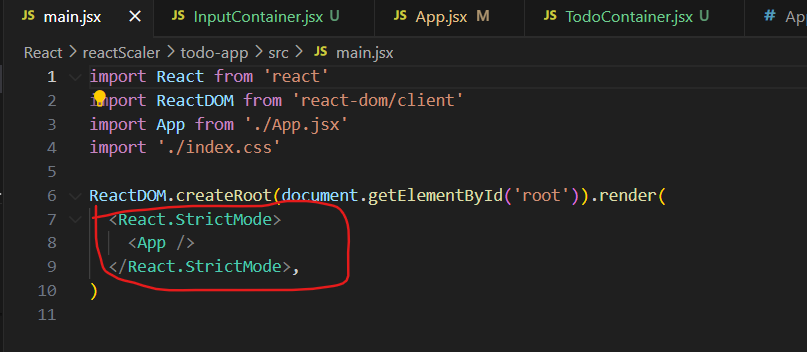 JS main.jsx X JS InputContainer.jsx U JS App.jsx M JS TodoContainer.jsx U # Ap
React > reactScaler > todo-app > src > JS main.jsx
1 import React from 'react'
2 import ReactDOM from 'react-dom/client'
3 import App from './App.jsx'
4 import './index.css'
5
6 ReactDOM.createRoot(document.getElementById('root')).render(
7 <React.StrictMode>
8 <App />
9 </React.StrictMode>,
10 )
11